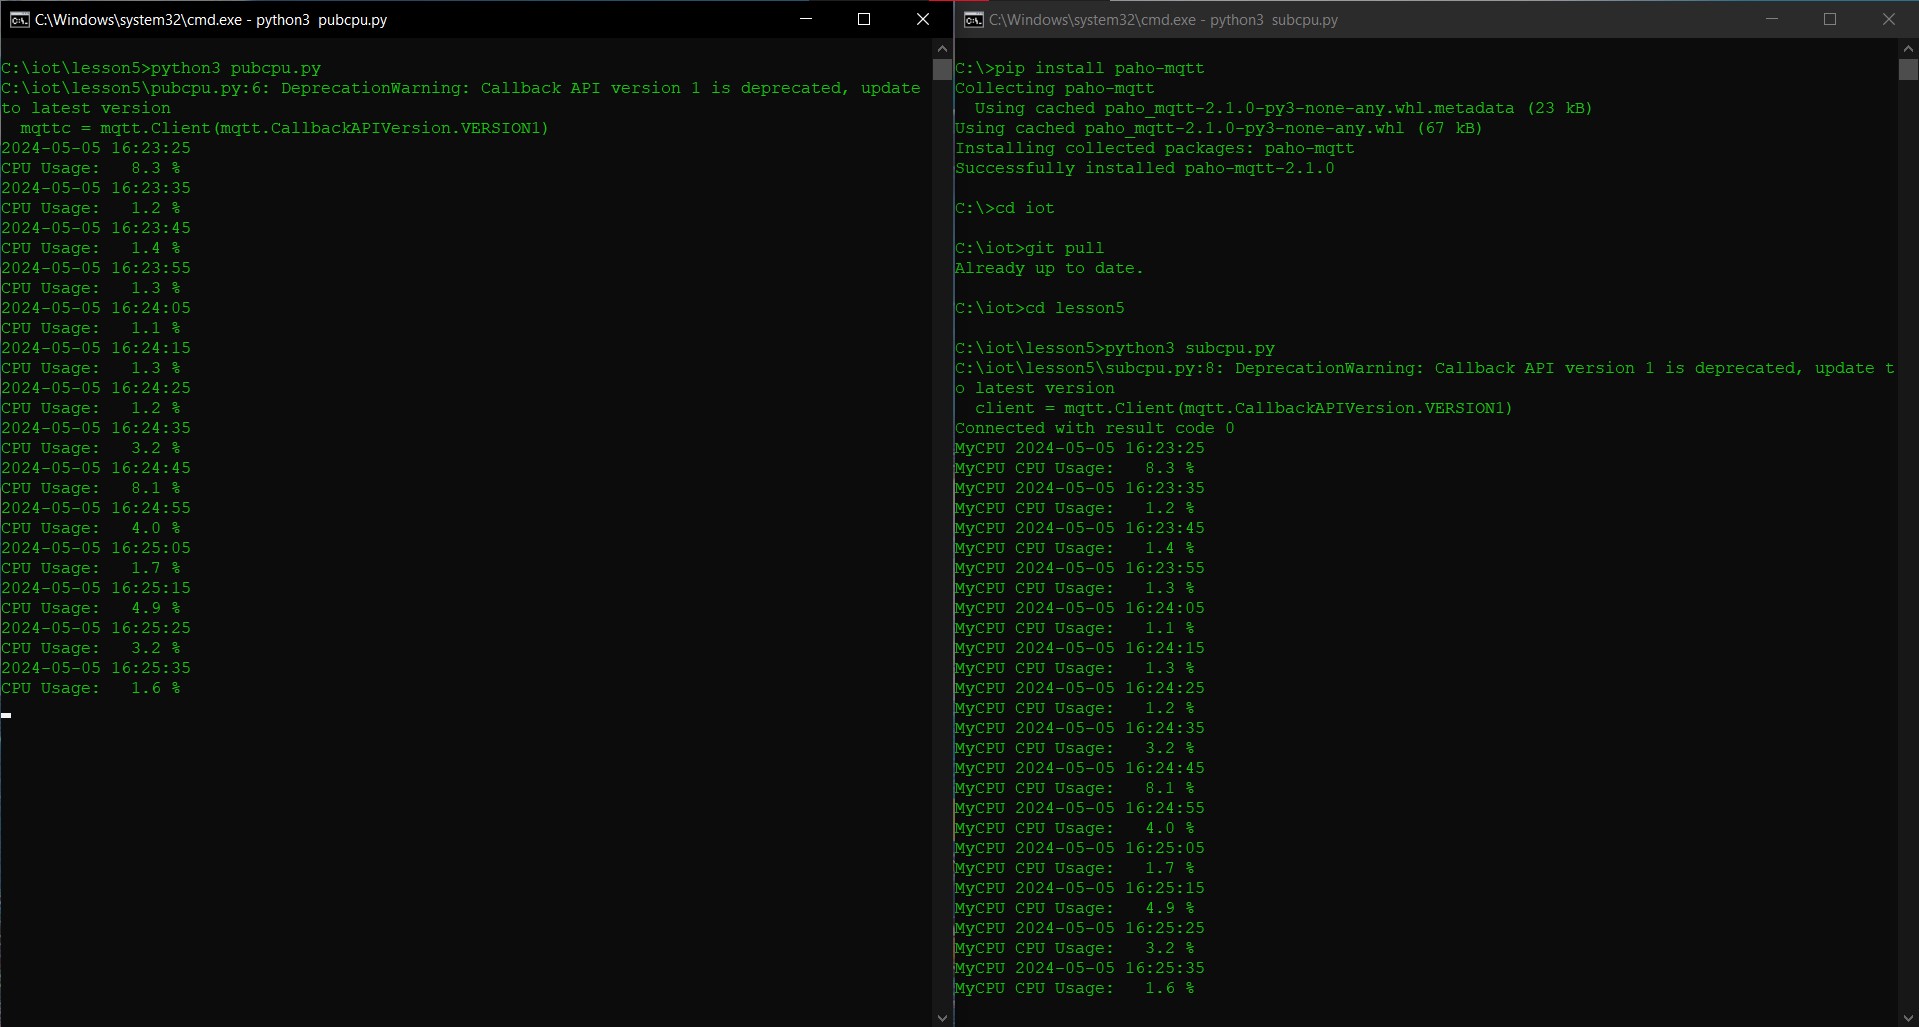 C:\Windows\system32\cmd.exe - python3  pubcpu.py
C:\iot\lesson5>python3 pubcpu.py
C:\iot\lesson5\pubcpu.py:6: DeprecationWarning: Callback API version 1 is deprecated, update
to latest version
  mqttc = mqtt.Client(mqtt.CallbackAPIVersion.VERSION1)
2024-05-05 16:23:25
CPU Usage:   8.3 %
2024-05-05 16:23:35
CPU Usage:   1.2 %
2024-05-05 16:23:45
CPU Usage:   1.4 %
2024-05-05 16:23:55
CPU Usage:   1.3 %
2024-05-05 16:24:05
CPU Usage:   1.1 %
2024-05-05 16:24:15
CPU Usage:   1.3 %
2024-05-05 16:24:25
CPU Usage:   1.2 %
2024-05-05 16:24:35
CPU Usage:   3.2 %
2024-05-05 16:24:45
CPU Usage:   8.1 %
2024-05-05 16:24:55
CPU Usage:   4.0 %
2024-05-05 16:25:05
CPU Usage:   1.7 %
2024-05-05 16:25:15
CPU Usage:   4.9 %
2024-05-05 16:25:25
CPU Usage:   3.2 %
2024-05-05 16:25:35
CPU Usage:   1.6 %
C:\Windows\system32\cmd.exe - python3  subcpu.py
C:\>pip install paho-mqtt
Collecting paho-mqtt
  Using cached paho_mqtt-2.1.0-py3-none-any.whl.metadata (23 kB)
Using cached paho_mqtt-2.1.0-py3-none-any.whl (67 kB)
Installing collected packages: paho-mqtt
Successfully installed paho-mqtt-2.1.0
C:\>cd iot
C:\iot>git pull
Already up to date.
C:\iot>cd lesson5
C:\iot\lesson5>python3 subcpu.py
C:\iot\lesson5\subcpu.py:8: DeprecationWarning: Callback API version 1 is deprecated, update t
o latest version
  client = mqtt.Client(mqtt.CallbackAPIVersion.VERSION1)
Connected with result code 0
MyCPU 2024-05-05 16:23:25
MyCPU CPU Usage:   8.3 %
MyCPU 2024-05-05 16:23:35
MyCPU CPU Usage:   1.2 %
MyCPU 2024-05-05 16:23:45
MyCPU CPU Usage:   1.4 %
MyCPU 2024-05-05 16:23:55
MyCPU CPU Usage:   1.3 %
MyCPU 2024-05-05 16:24:05
MyCPU CPU Usage:   1.1 %
MyCPU 2024-05-05 16:24:15
MyCPU CPU Usage:   1.3 %
MyCPU 2024-05-05 16:24:25
MyCPU CPU Usage:   1.2 %
MyCPU 2024-05-05 16:24:35
MyCPU CPU Usage:   3.2 %
MyCPU 2024-05-05 16:24:45
MyCPU CPU Usage:   8.1 %
MyCPU 2024-05-05 16:24:55
MyCPU CPU Usage:   4.0 %
MyCPU 2024-05-05 16:25:05
MyCPU CPU Usage:   1.7 %
MyCPU 2024-05-05 16:25:15
MyCPU CPU Usage:   4.9 %
MyCPU 2024-05-05 16:25:25
MyCPU CPU Usage:   3.2 %
MyCPU 2024-05-05 16:25:35
MyCPU CPU Usage:   1.6 %